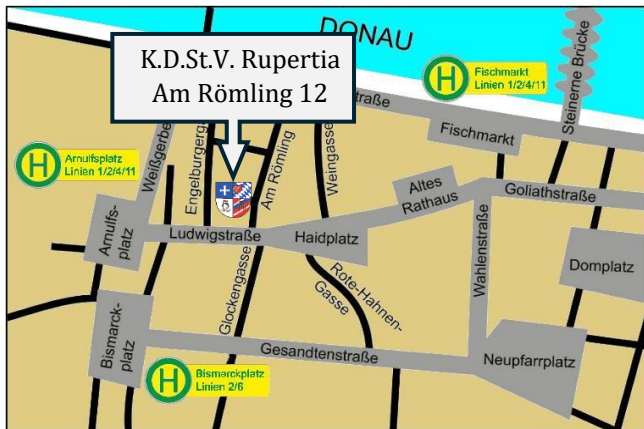 DONAU
K.D.St.V. Rupertia
Am Römling 12
H
Fischmarkt
Linien 1/2/4/11
Steinerne Brücke
straße
Fischmarkt
H
Arnulfsplatz
Linien 1/2/4/11
Weißgerbe
Engelburgerg
Am Römling
Weingasse
Altes
Rathaus
Goliathstraße
Arnulfs-
platz
Ludwigstraße
Haidplatz
Wahlenstraße
Domplatz
Glockengasse
Rote-Hahnen-
Gasse
Bismarck-
platz
Gesandtenstraße
Neupfarrplatz
H
Bismarckplatz
Linien 2/6